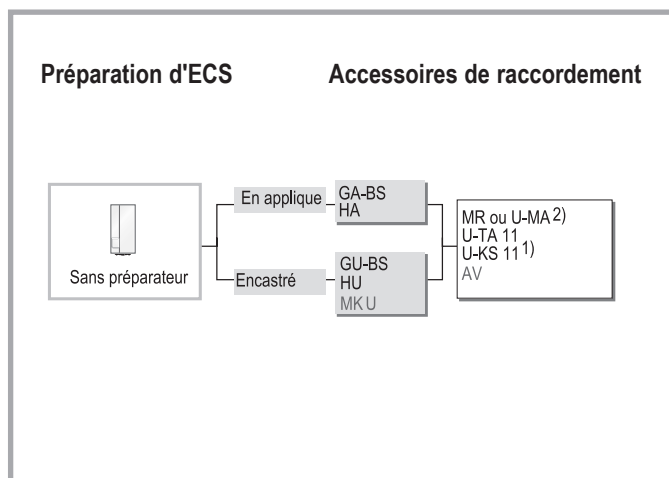 Préparation d'ECS
Accessoires de raccordement
Sans préparateur
En applique
GA-BS
HA
Encastré
GU-BS
HU
MKU
MR ou U-MA 2)
U-TA 11
U-KS 11 1)
AV